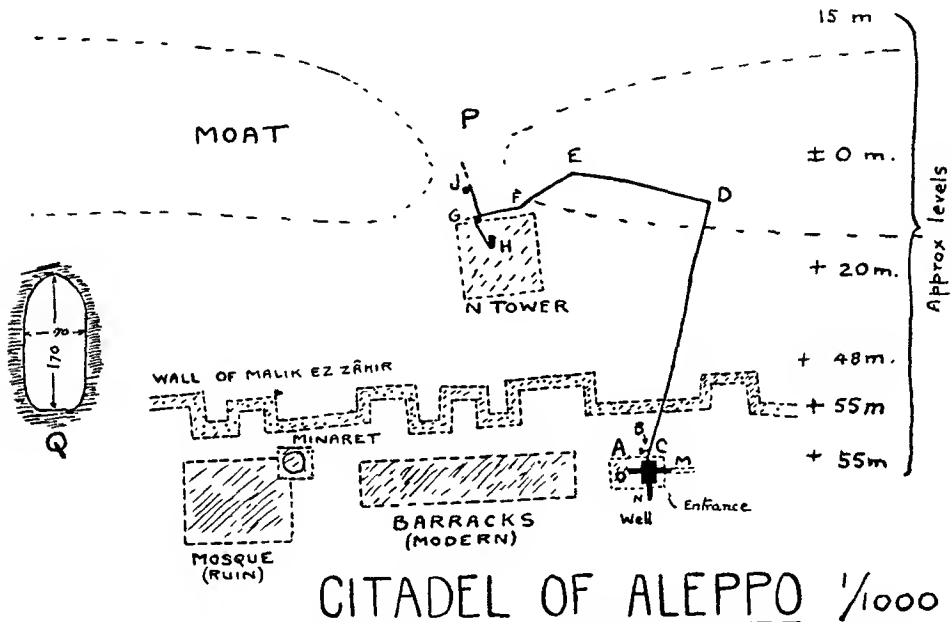 15 m
MOAT
P
E
± 0 m.
J
F
D
G
H
+ 20 m.
N TOWER
Approx levels
70
170
+ 48 m.
WALL OF MALIK EZ ZÂHIR
+ 55 m
Q
MINARET
B
A
C
M
+ 55 m
O
N
Entrance
Well
BARRACKS
(MODERN)
MOSQUE
(RUIN)
CITADEL OF ALEPPO 1/1000